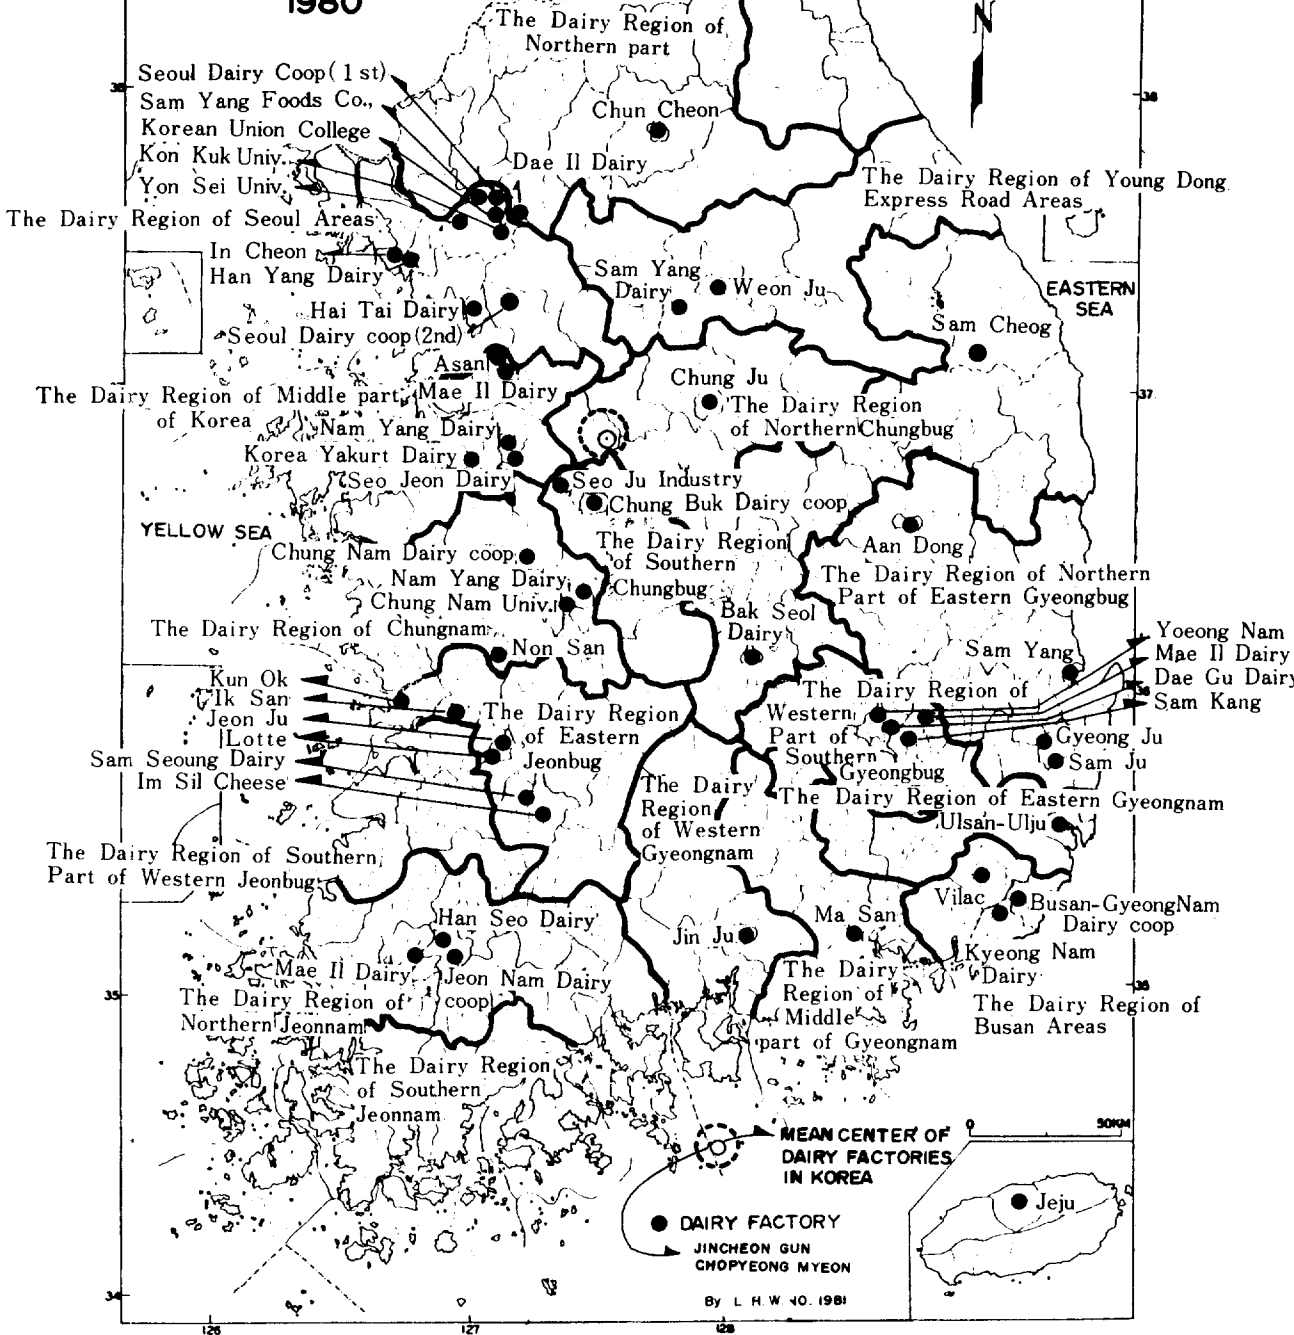 1980
The Dairy Region of
Northern part
N
Seoul Dairy Coop(1st)
Sam Yang Foods Co.,
Korean Union College
Kon Kuk Univ.
Yon Sei Univ.
Chun Cheon
38
Dae Il Dairy
The Dairy Region of Young Dong
Express Road Areas
The Dairy Region of Seoul Areas
In Cheon
Han Yang Dairy
Sam Yang
Dairy
Weon Ju
EASTERN
SEA
Hai Tai Dairy
Seoul Dairy coop(2nd)
Sam Cheog
Asan
Mae Il Dairy
The Dairy Region of Middle part
of Korea
Chung Ju
The Dairy Region
of Northern Chungbug
37
Nam Yang Dairy
Korea Yakurt Dairy
Seo Jeon Dairy
Seo Ju Industry
Chung Buk Dairy coop
YELLOW SEA
Chung Nam Dairy coop
The Dairy Region
of Southern
Chungbug
Aan Dong
The Dairy Region of Northern
Part of Eastern Gyeongbug
Nam Yang Dairy
Chung Nam Univ.
Bak Seol
Dairy
The Dairy Region of Chungnam
Non San
Sam Yang
Yoeong Nam
Mae Il Dairy
Dae Gu Dairy
Sam Kang
36
Kun Ok
Ik San
Jeon Ju
Lotte
Sam Seoung Dairy
Im Sil Cheese
The Dairy Region
of Eastern
Jeonbug
The Dairy Region of
Western
Part of
Southern
Gyeongbug
Gyeong Ju
Sam Ju
The Dairy
Region
of Western
Gyeongnam
The Dairy Region of Eastern Gyeongnam
Ulsan-Ulju
The Dairy Region of Southern
Part of Western Jeonbug
Vilac
Busan-GyeongNam
Dairy coop
Han Seo Dairy
Jin Ju
Ma San
Kyeong Nam
Dairy
Mae Il Dairy
Jeon Nam Dairy
coop
The Dairy
Region of
Middle
part of Gyeongnam
35
35
The Dairy Region of
Northern Jeonnam
The Dairy Region of
Busan Areas
The Dairy Region
of Southern
Jeonnam
0 50KM
MEAN CENTER OF
DAIRY FACTORIES
IN KOREA
Jeju
DAIRY FACTORY
JINCHEON GUN
CHOPYEONG MYEON
34
126 127 128